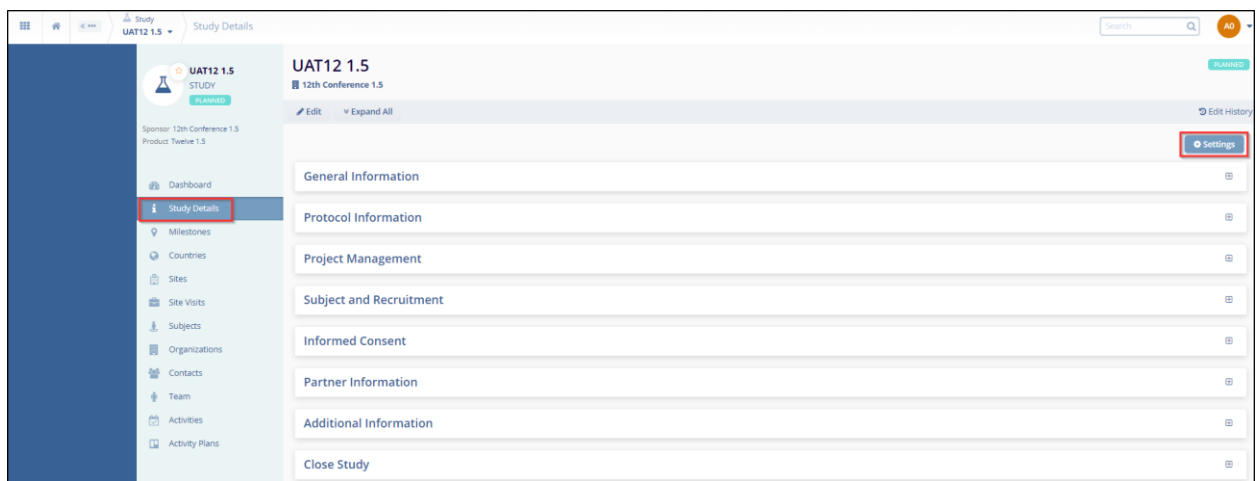 Study
UAT12 1.5
Study Details
Search
AO
UAT12 1.5
STUDY
PLANNED
Sponsor 12th Conference 1.5
Product Twelve 1.5
Dashboard
Study Details
Milestones
Countries
Sites
Site Visits
Subjects
Organizations
Contacts
Team
Activities
Activity Plans
UAT12 1.5
12th Conference 1.5
PLANNED
Edit
Expand All
Edit History
Settings
General Information
Protocol Information
Project Management
Subject and Recruitment
Informed Consent
Partner Information
Additional Information
Close Study